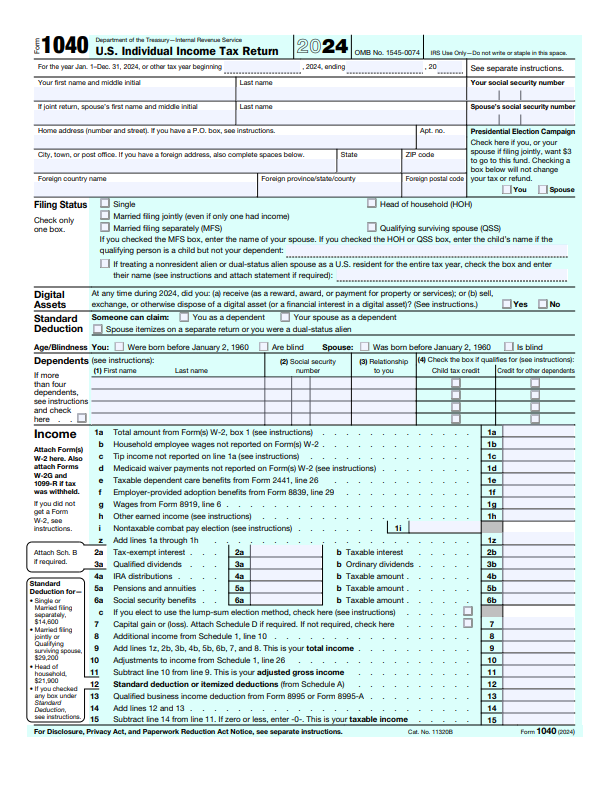 Form 1040 Department of the Treasury—Internal Revenue Service
U.S. Individual Income Tax Return 2024 OMB No. 1545-0074 IRS Use Only—Do not write or staple in this space.
For the year Jan. 1–Dec. 31, 2024, or other tax year beginning , 2024, ending , 20 See separate instructions.
Your first name and middle initial Last name Your social security number
If joint return, spouse's first name and middle initial Last name Spouse's social security number
Home address (number and street). If you have a P.O. box, see instructions. Apt. no.
City, town, or post office. If you have a foreign address, also complete spaces below. State ZIP code
Foreign country name Foreign province/state/county Foreign postal code
Presidential Election Campaign
Check here if you, or your
spouse if filing jointly, want $3
to go to this fund. Checking a
box below will not change
your tax or refund.
You Spouse
Filing Status
Check only
one box.
Single Head of household (HOH)
Married filing jointly (even if only one had income)
Married filing separately (MFS) Qualifying surviving spouse (QSS)
If you checked the MFS box, enter the name of your spouse. If you checked the HOH or QSS box, enter the child's name if the
qualifying person is a child but not your dependent:
If treating a nonresident alien or dual-status alien spouse as a U.S. resident for the entire tax year, check the box and enter
their name (see instructions and attach statement if required):
Digital
Assets
At any time during 2024, did you: (a) receive (as a reward, award, or payment for property or services); or (b) sell,
exchange, or otherwise dispose of a digital asset (or a financial interest in a digital asset)? (See instructions.) Yes No
Standard
Deduction
Someone can claim: You as a dependent Your spouse as a dependent
Spouse itemizes on a separate return or you were a dual-status alien
Age/Blindness You: Were born before January 2, 1960 Are blind Spouse: Was born before January 2, 1960 Is blind
Dependents (see instructions):
(1) First name Last name
(2) Social security
number
(3) Relationship
to you
(4) Check the box if qualifies for (see instructions):
Child tax credit Credit for other dependents
If more
than four
dependents,
see instructions
and check
here . .
Income
Attach Form(s)
W-2 here. Also
attach Forms
W-2G and
1099-R if tax
was withheld.
If you did not
get a Form
W-2, see
instructions.
1a Total amount from Form(s) W-2, box 1 (see instructions) 1a
b Household employee wages not reported on Form(s) W-2 1b
c Tip income not reported on line 1a (see instructions) 1c
d Medicaid waiver payments not reported on Form(s) W-2 (see instructions) 1d
e Taxable dependent care benefits from Form 2441, line 26 1e
f Employer-provided adoption benefits from Form 8839, line 29 1f
g Wages from Form 8919, line 6 1g
h Other earned income (see instructions) 1h
i Nontaxable combat pay election (see instructions) 1i
z Add lines 1a through 1h 1z
Attach Sch. B
if required.
2a Tax-exempt interest 2a b Taxable interest 2b
3a Qualified dividends 3a b Ordinary dividends 3b
4a IRA distributions 4a b Taxable amount 4b
5a Pensions and annuities 5a b Taxable amount 5b
6a Social security benefits 6a b Taxable amount 6b
c If you elect to use the lump-sum election method, check here (see instructions)
7 Capital gain or (loss). Attach Schedule D if required. If not required, check here 7
8 Additional income from Schedule 1, line 10 8
9 Add lines 1z, 2b, 3b, 4b, 5b, 6b, 7, and 8. This is your total income 9
10 Adjustments to income from Schedule 1, line 26 10
11 Subtract line 10 from line 9. This is your adjusted gross income 11
12 Standard deduction or itemized deductions (from Schedule A) 12
13 Qualified business income deduction from Form 8995 or Form 8995-A 13
14 Add lines 12 and 13 14
15 Subtract line 14 from line 11. If zero or less, enter -0-. This is your taxable income 15
Standard
Deduction for—
• Single or
Married filing
separately,
$14,600
• Married filing
jointly or
Qualifying
surviving spouse,
$29,200
• Head of
household,
$21,900
• If you checked
any box under
Standard
Deduction,
see instructions.
For Disclosure, Privacy Act, and Paperwork Reduction Act Notice, see separate instructions. Cat. No. 11320B Form 1040 (2024)